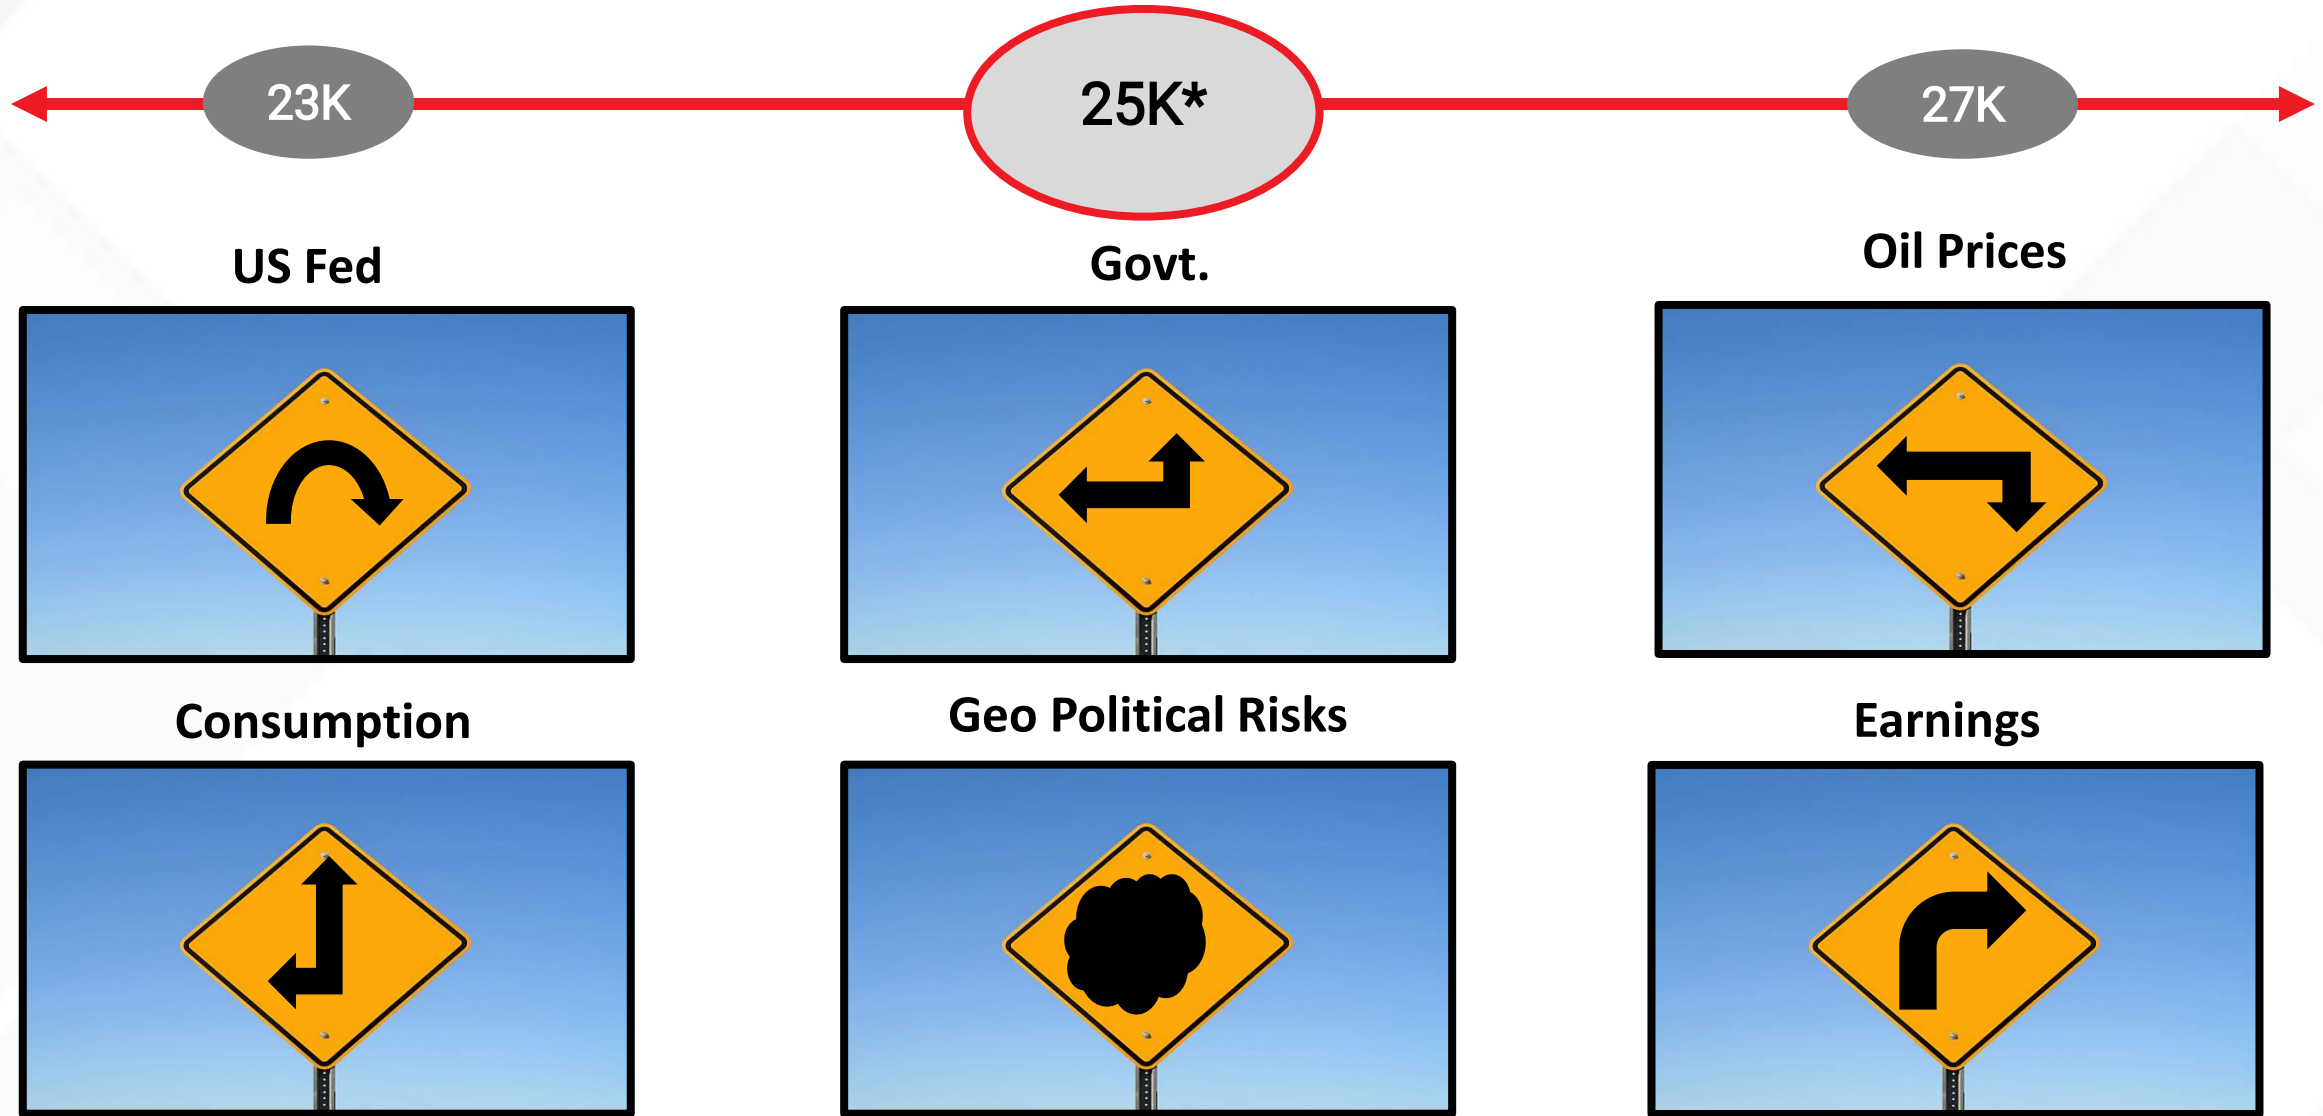 23K
25K*
27K
US Fed
Govt.
Oil Prices
Consumption
Geo Political Risks
Earnings